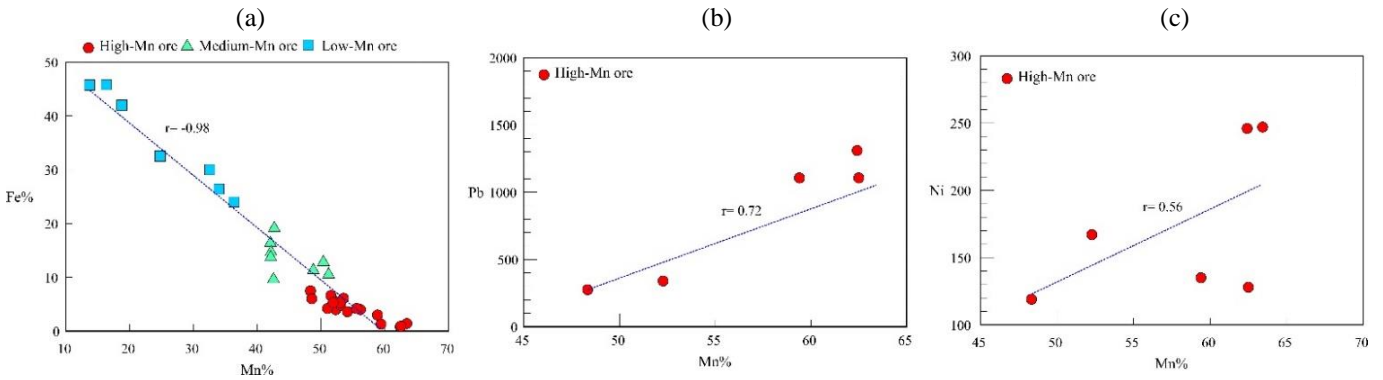 (a)
High-Mn ore Medium-Mn ore Low-Mn ore
50
40
30
20
10
0
Fe%
r= -0.98
10 20 30 40 50 60 70
Mn%
(b)
High-Mn ore
2000
1500
1000
500
0
Pb
r= 0.72
45 50 55 60 65
Mn%
(c)
High-Mn ore
300
250
200
150
100
Ni
r= 0.56
45 50 55 60 65 70
Mn%